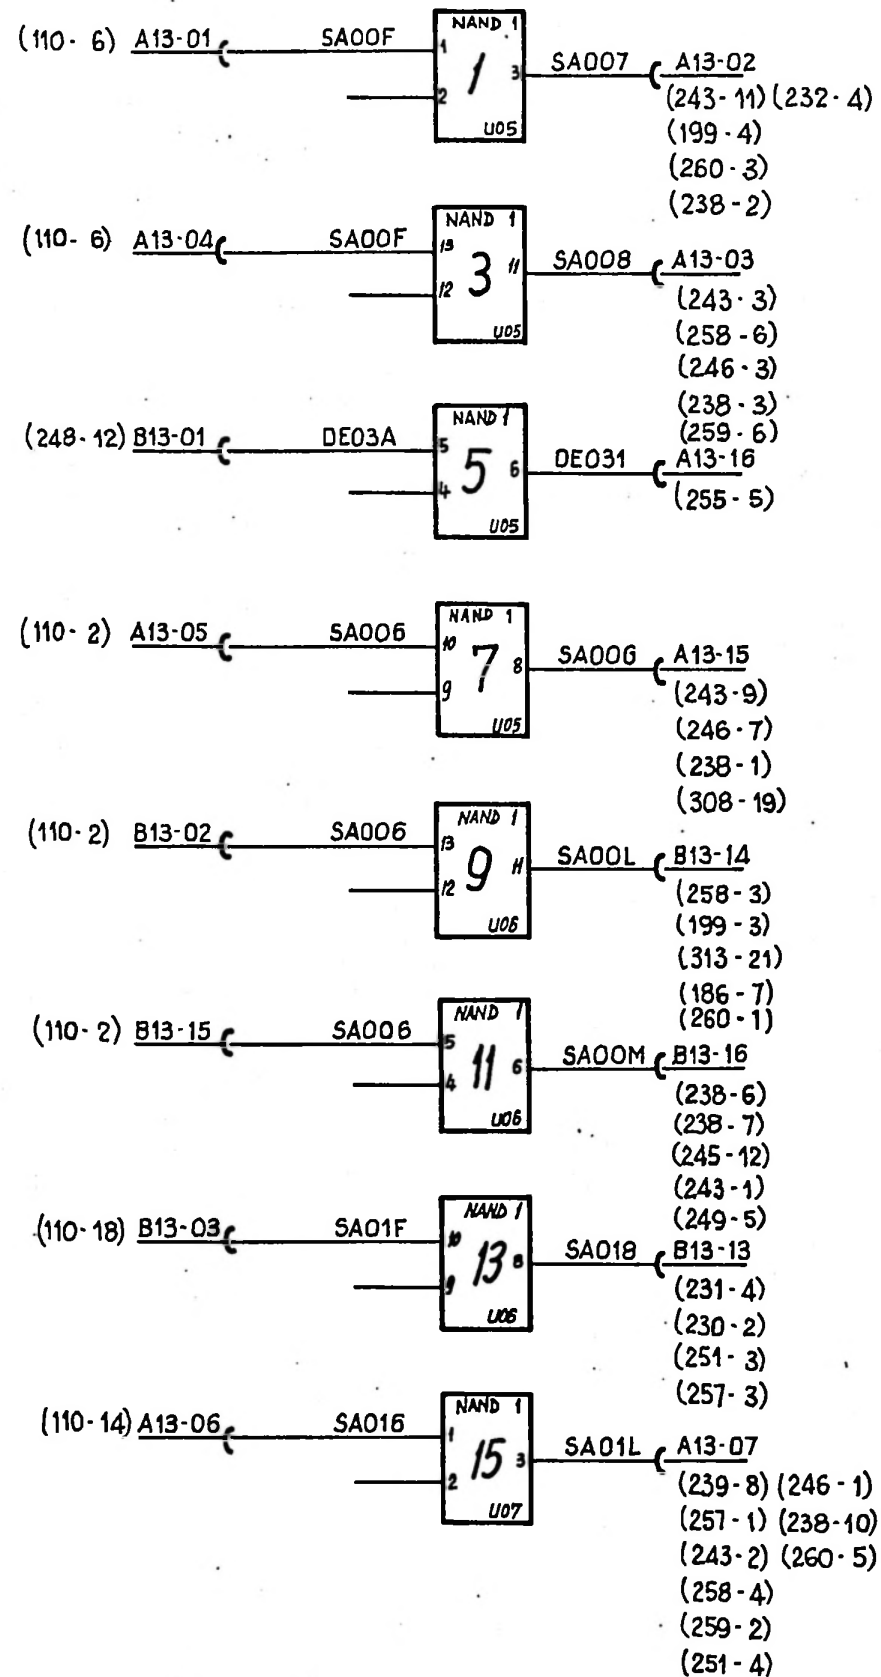 NAND 1
(110-6) A13-01 SA00F 1 1 3 SA007 A13-02
2 (243-11) (232-4)
U05
(199-4)
(260-3)
(238-2)
NAND 1
(110-6) A13-04 SA00F 13 3 11 SA008 A13-03
12 (243-3)
U05 (258-6)
(246-3)
(238-3)
(259-6)
NAND 1
(248-12) B13-01 DE03A 5 5 6 DE031 A13-16
4 (255-5)
U05
NAND 1
(110-2) A13-05 SA006 10 7 8 SA00G A13-15
9 (243-9)
U05 (246-7)
(238-1)
(308-19)
NAND 1
(110-2) B13-02 SA006 13 9 11 SA00L B13-14
12 (258-3)
U06 (199-3)
(313-21)
(186-7)
(260-1)
NAND 1
(110-2) B13-15 SA006 5 11 6 SA00M B13-16
4 (238-6)
U06 (238-7)
(245-12)
(243-1)
(249-5)
NAND 1
(110-18) B13-03 SA01F 10 13 8 SA018 B13-13
9 (231-4)
U06 (230-2)
(251-3)
(257-3)
NAND 1
(110-14) A13-06 SA016 1 15 3 SA01L A13-07
2 (239-8) (246-1)
U07 (257-1) (238-10)
(243-2) (260-5)
(258-4)
(259-2)
(251-4)